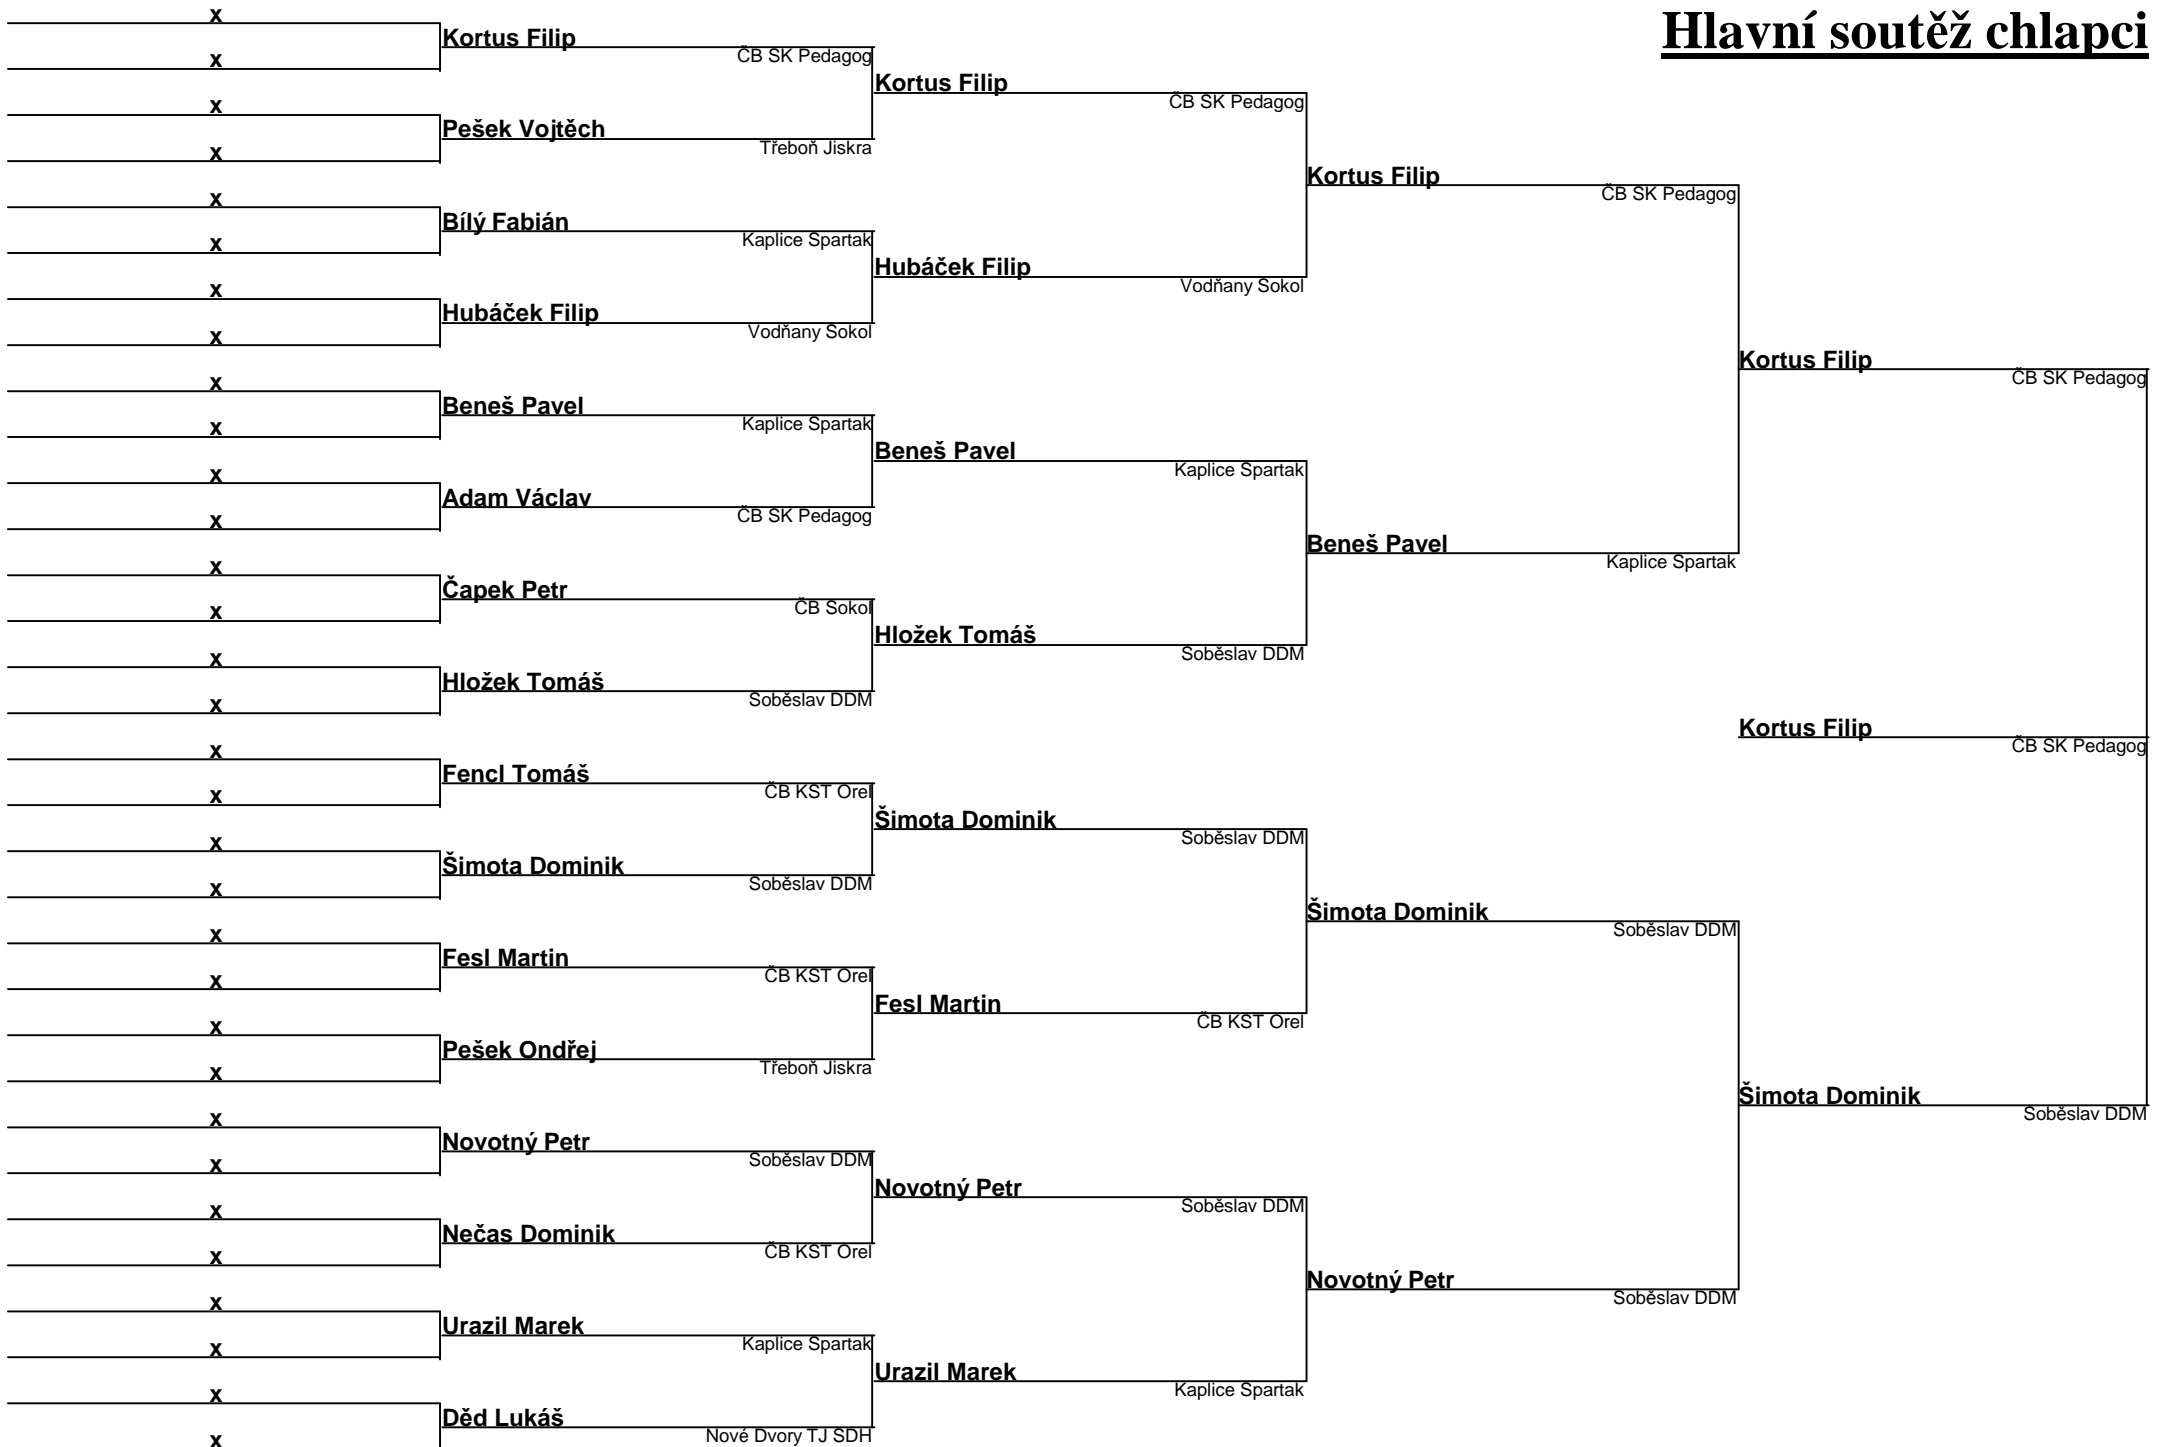 Hlavní soutěž chlapci
x
Kortus Filip
ČB SK Pedagog
x
Kortus Filip
ČB SK Pedagog
x
Pešek Vojtěch
Třeboň Jiskra
x
Kortus Filip
ČB SK Pedagog
x
Bílý Fabián
Kaplice Spartak
x
Hubáček Filip
Vodňany Sokol
x
Hubáček Filip
Vodňany Sokol
x
Kortus Filip
ČB SK Pedagog
x
Beneš Pavel
Kaplice Spartak
x
Beneš Pavel
Kaplice Spartak
x
Adam Václav
ČB SK Pedagog
x
Beneš Pavel
Kaplice Spartak
x
Čapek Petr
ČB Sokol
x
Hložek Tomáš
Soběslav DDM
x
Hložek Tomáš
Soběslav DDM
x
Kortus Filip
ČB SK Pedagog
x
Fencl Tomáš
ČB KST Orel
x
Šimota Dominik
Soběslav DDM
x
Šimota Dominik
Soběslav DDM
x
Šimota Dominik
Soběslav DDM
x
Fesl Martin
ČB KST Orel
x
Fesl Martin
ČB KST Orel
x
Pešek Ondřej
Třeboň Jiskra
x
Šimota Dominik
Soběslav DDM
x
Novotný Petr
Soběslav DDM
x
Novotný Petr
Soběslav DDM
x
Nečas Dominik
ČB KST Orel
x
Novotný Petr
Soběslav DDM
x
Urazil Marek
Kaplice Spartak
x
Urazil Marek
Kaplice Spartak
x
Děd Lukáš
Nové Dvory TJ SDH
x